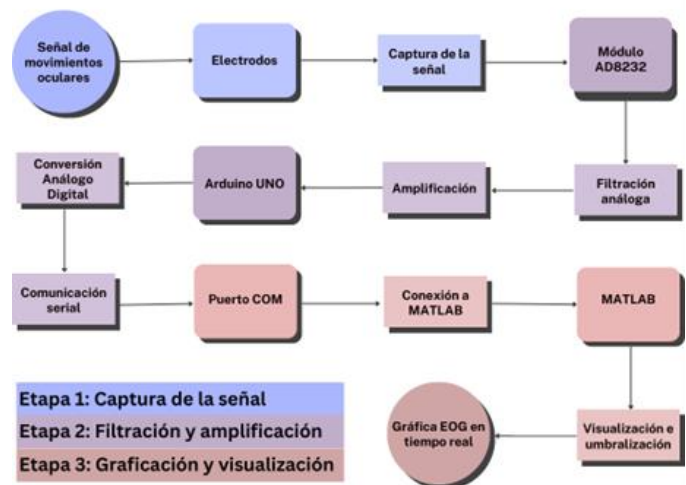 Señal de
movimientos
oculares
Electrodos
Captura de la
señal
Módulo
AD8232
Conversión
Análogo
Digital
Arduino UNO
Amplificación
Filtración
análoga
Comunicación
serial
Puerto COM
Conexión a
MATLAB
MATLAB
Etapa 1: Captura de la señal
Etapa 2: Filtración y amplificación
Etapa 3: Graficación y visualización
Gráfica EOG en
tiempo real
Visualización e
umbralización